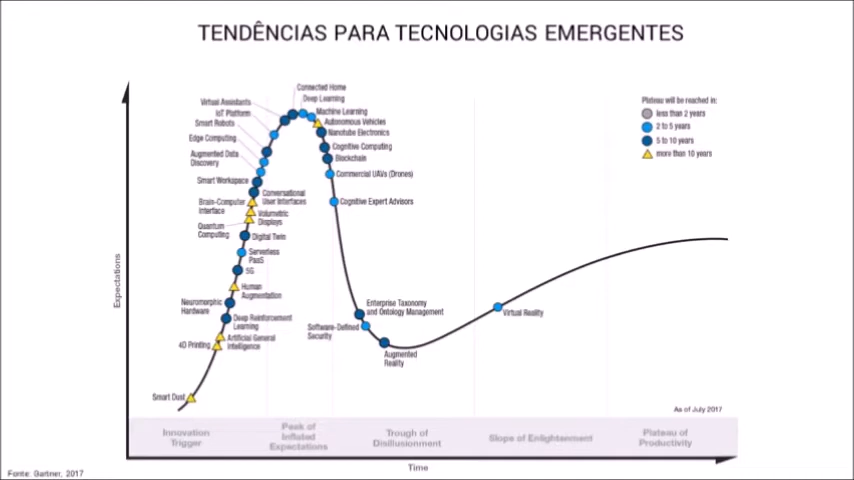 TENDÊNCIAS PARA TECNOLOGIAS EMERGENTES
Connected Home
Deep Learning
Virtual Assistants
IoT Platform
Machine Learning
Smart Robots
Autonomous Vehicles
Nanotube Electronics
Edge Computing
Cognitive Computing
Augmented Data
Discovery
Blockchain
Smart Workspace
Commercial UAVs (Drones)
Conversational
User Interfaces
Brain-Computer
Interface
Cognitive Expert Advisors
Volumetric
Displays
Quantum
Computing
Digital Twin
Serverless
PaaS
5G
Human
Augmentation
Neuromorphic
Hardware
Deep Reinforcement
Learning
4D Printing
Artificial General
Intelligence
Smart Dust
Enterprise Taxonomy
and Ontology Management
Software-Defined
Security
Augmented
Reality
Virtual Reality
Plateau will be reached in:
less than 2 years
2 to 5 years
5 to 10 years
more than 10 years
Expectations
As of July 2017
Innovation
Trigger
Peak of
Inflated
Expectations
Trough of
Disillusionment
Slope of Enlightenment
Plateau of
Productivity
Time
Fonte: Gartner, 2017